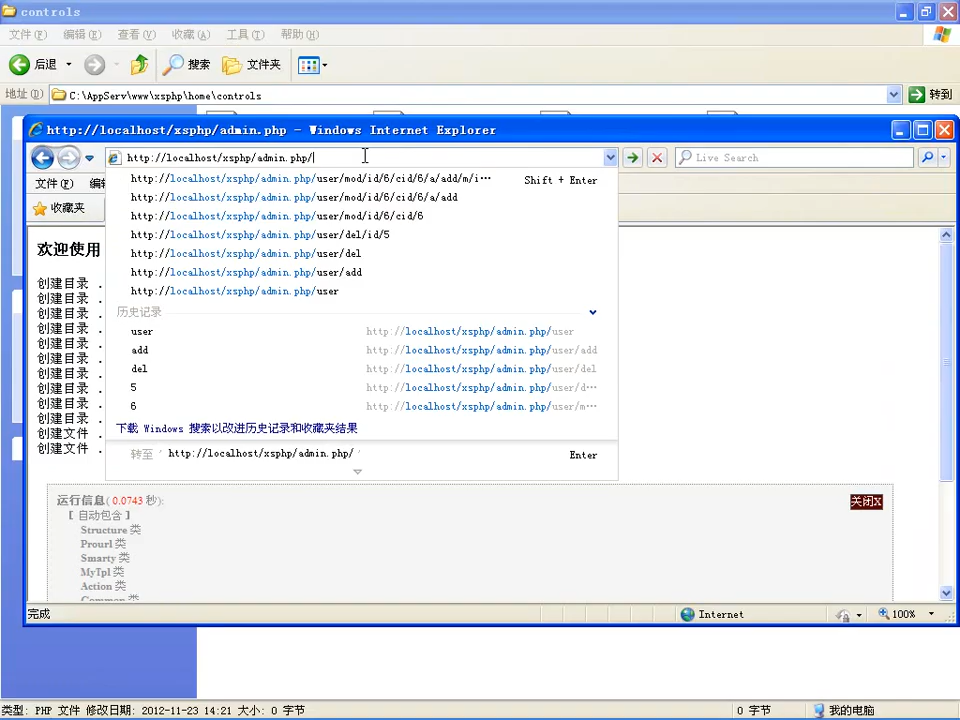 controls
文件(F) 编辑(E) 查看(V) 收藏(A) 工具(T) 帮助(H)
后退 搜索 文件夹
地址(D) C:\AppServ\www\xsphp\home\controls 转到
http://localhost/xsphp/admin.php - Windows Internet Explorer
http://localhost/xsphp/admin.php/ Live Search
文件(F) 编辑
收藏夹
http://localhost/xsphp/admin.php/user/mod/id/6/cid/6/a/add/m/i… Shift + Enter
http://localhost/xsphp/admin.php/user/mod/id/6/cid/6/a/add
http://localhost/xsphp/admin.php/user/mod/id/6/cid/6
http://localhost/xsphp/admin.php/user/del/id/5
http://localhost/xsphp/admin.php/user/del
http://localhost/xsphp/admin.php/user/add
http://localhost/xsphp/admin.php/user
历史记录
user http://localhost/xsphp/admin.php/user
add http://localhost/xsphp/admin.php/user/add
del http://localhost/xsphp/admin.php/user/del
5 http://localhost/xsphp/admin.php/user/d…
6 http://localhost/xsphp/admin.php/user/m…
下载 Windows 搜索以改进历史记录和收藏夹结果
转至 ' http://localhost/xsphp/admin.php/ ' Enter
欢迎使用
创建目录 .
创建目录 .
创建目录 .
创建目录 .
创建目录 .
创建目录 .
创建目录 .
创建目录 .
创建目录 .
创建目录 .
创建文件 .
创建文件 .
运行信息( 0.0743 秒): 关闭X
[ 自动包含 ]
Structure 类
Prourl 类
Smarty 类
MyTpl 类
Action 类
Common 类
完成 Internet 100%
类型: PHP 文件 修改日期: 2012-11-23 14:21 大小: 0 字节 0 字节 我的电脑